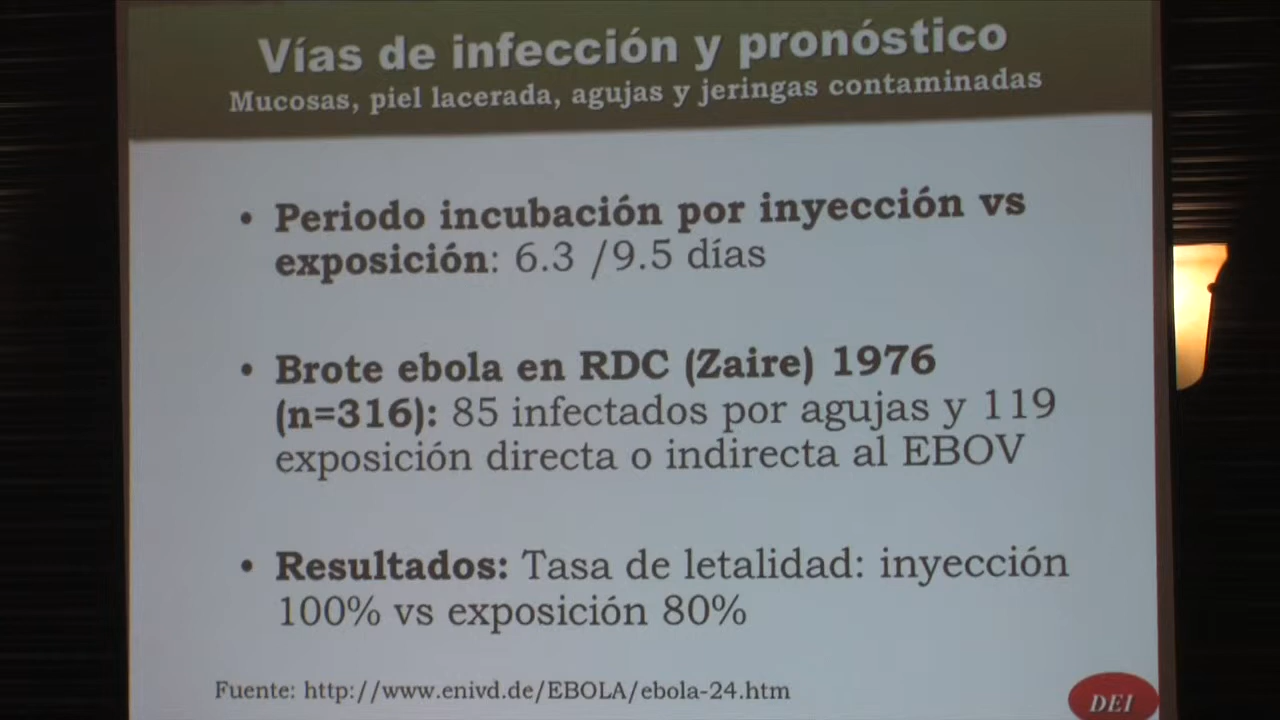 Vías de infección y pronóstico
Mucosas, piel lacerada, agujas y jeringas contaminadas
• Periodo incubación por inyección vs
exposición: 6.3 /9.5 días
• Brote ebola en RDC (Zaire) 1976
(n=316): 85 infectados por agujas y 119
exposición directa o indirecta al EBOV
• Resultados: Tasa de letalidad: inyección
100% vs exposición 80%
Fuente: http://www.enivd.de/EBOLA/ebola-24.htm
DEI